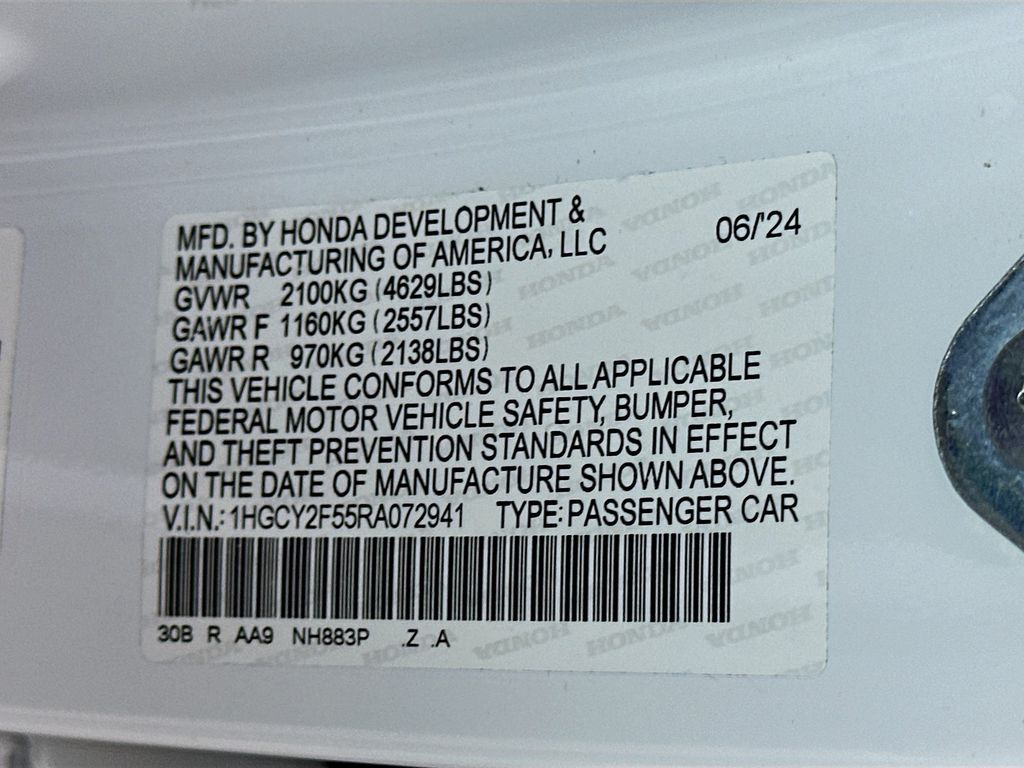 MFD. BY HONDA DEVELOPMENT & 06/'24
MANUFACTURING OF AMERICA, LLC
GVWR 2100KG (4629LBS)
GAWR F 1160KG (2557LBS)
GAWR R 970KG (2138LBS)
THIS VEHICLE CONFORMS TO ALL APPLICABLE
FEDERAL MOTOR VEHICLE SAFETY, BUMPER,
AND THEFT PREVENTION STANDARDS IN EFFECT
ON THE DATE OF MANUFACTURE SHOWN ABOVE.
V.I.N.: 1HGCY2F55RA072941 TYPE: PASSENGER CAR
30B R AA9 NH883P .Z .A